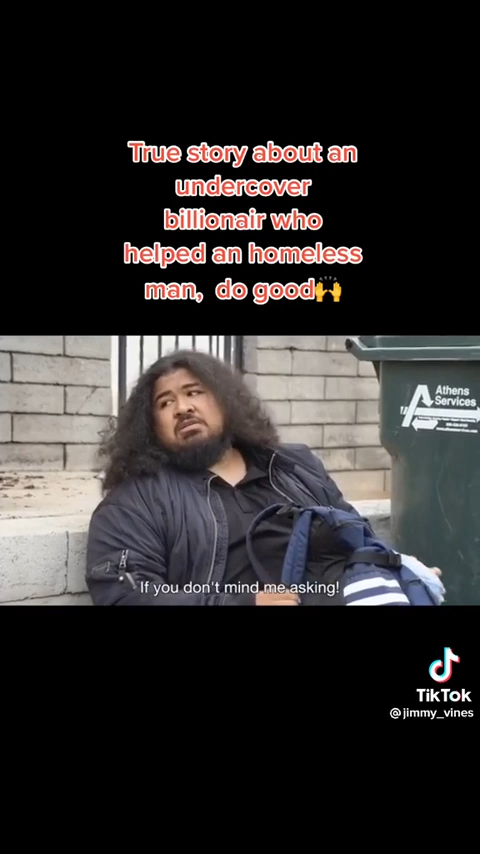 True story about an
undercover
billionair who
helped an homeless
man, do good🙌
Athens
Services
If you don't mind me asking!
TikTok
@jimmy_vines